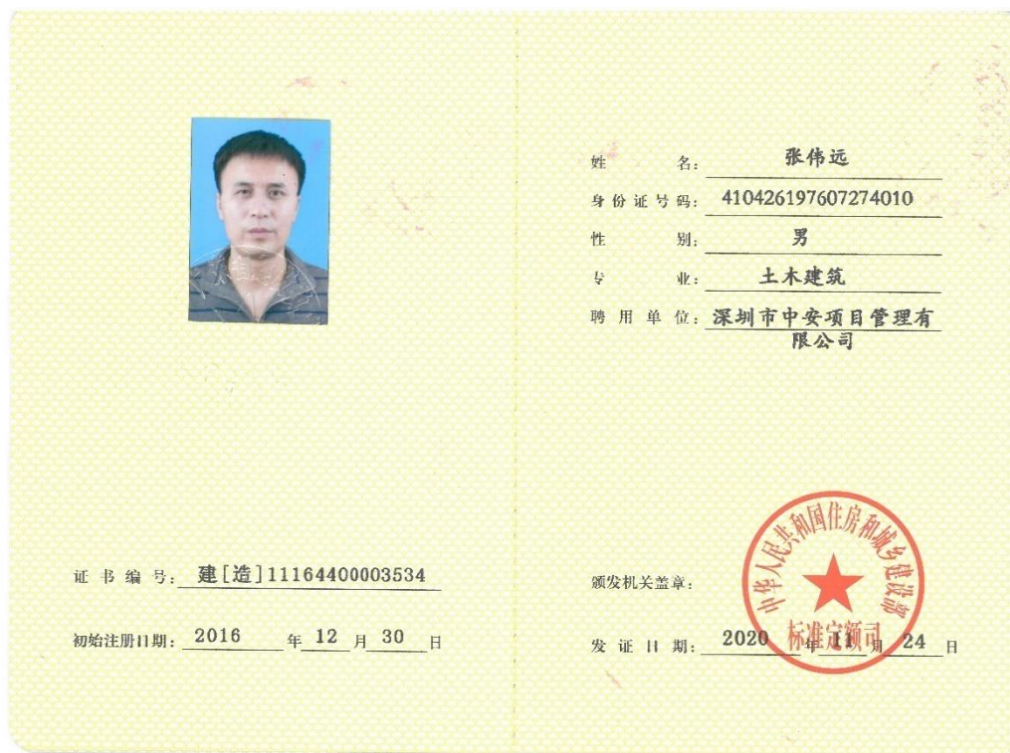 证书编号: 建[造]11164400003534
初始注册日期: 2016 年 12 月 30 日
姓名: 张伟远
身份证号码: 410426197607274010
性别: 男
专业: 土木建筑
聘用单位: 深圳市中安项目管理有
限公司
中华人民共和国住房和城乡建设部
标准定额司
颁发机关盖章:
发证日期: 2020 年 11 月 24 日